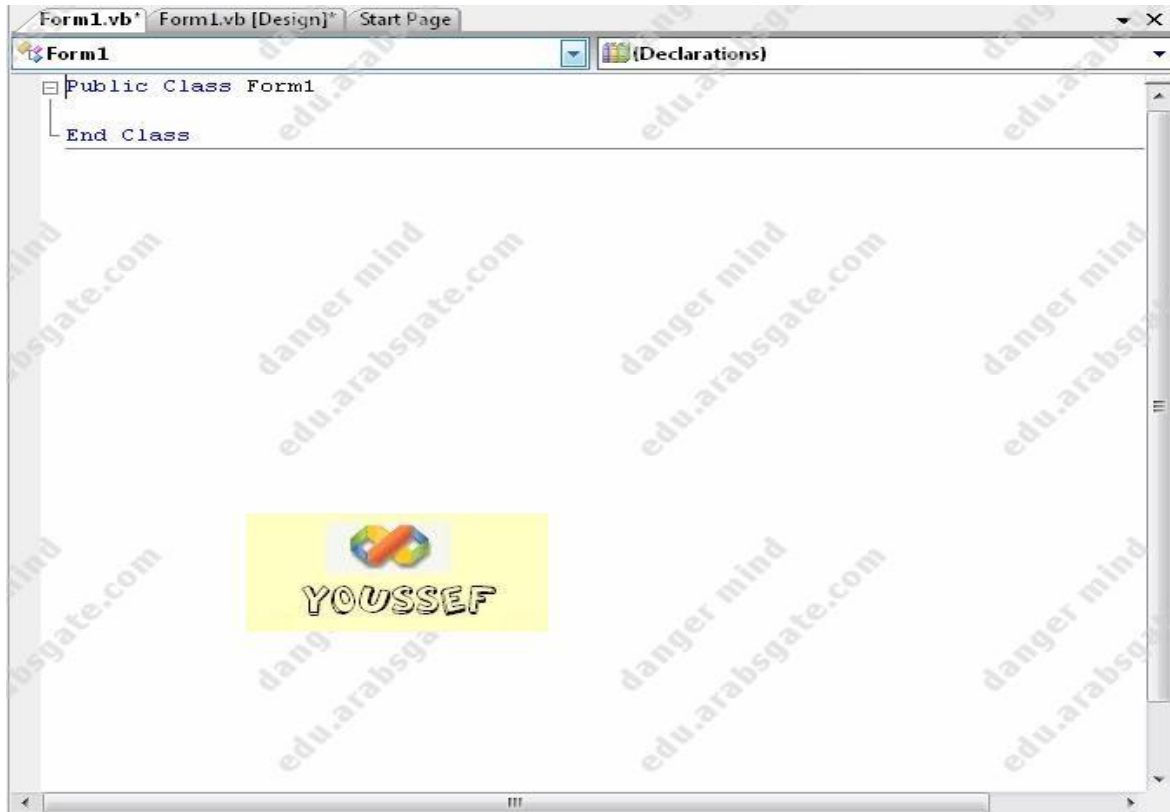 Form1.vb* Form1.vb [Design]* Start Page
Form1 (Declarations)
Public Class Form1
End Class
danger mind
edu.arabsgate.com
YOUSSEF